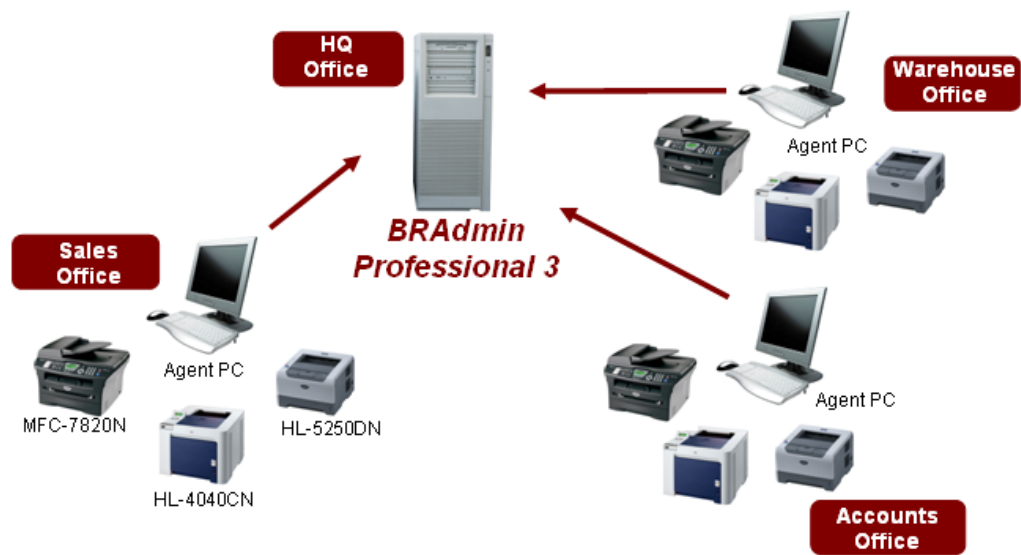 HQ
Office
Warehouse
Office
Agent PC
BRAdmin
Professional 3
Sales
Office
Agent PC
MFC-7820N
HL-5250DN
HL-4040CN
Agent PC
Accounts
Office